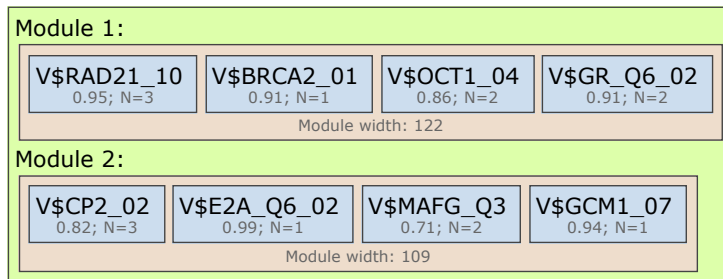 Module 1:
V$RAD21_10 V$BRCA2_01 V$OCT1_04 V$GR_Q6_02
0.95; N=3 0.91; N=1 0.86; N=2 0.91; N=2
Module width: 122
Module 2:
V$CP2_02 V$E2A_Q6_02 V$MAFG_Q3 V$GCM1_07
0.82; N=3 0.99; N=1 0.71; N=2 0.94; N=1
Module width: 109